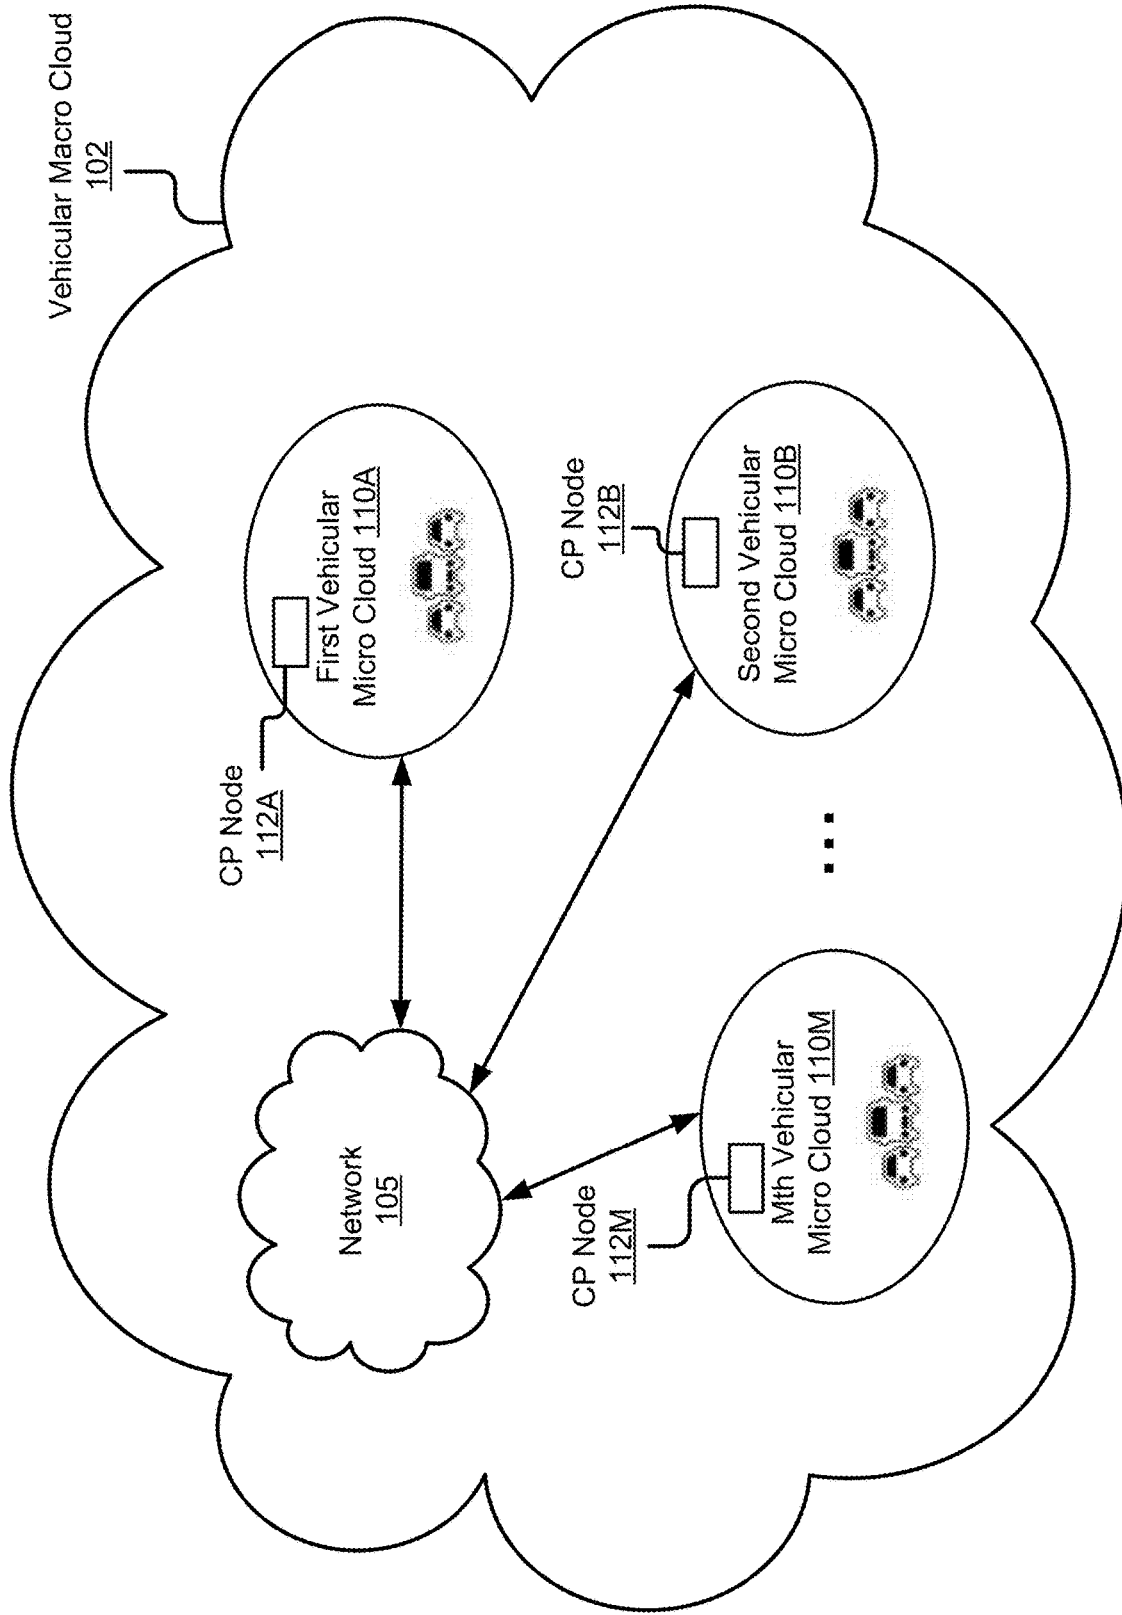 Vehicular Macro Cloud
102
CP Node
112A
First Vehicular
Micro Cloud 110A
Network
105
CP Node
112M
Mth Vehicular
Micro Cloud 110M
...
CP Node
112B
Second Vehicular
Micro Cloud 110B